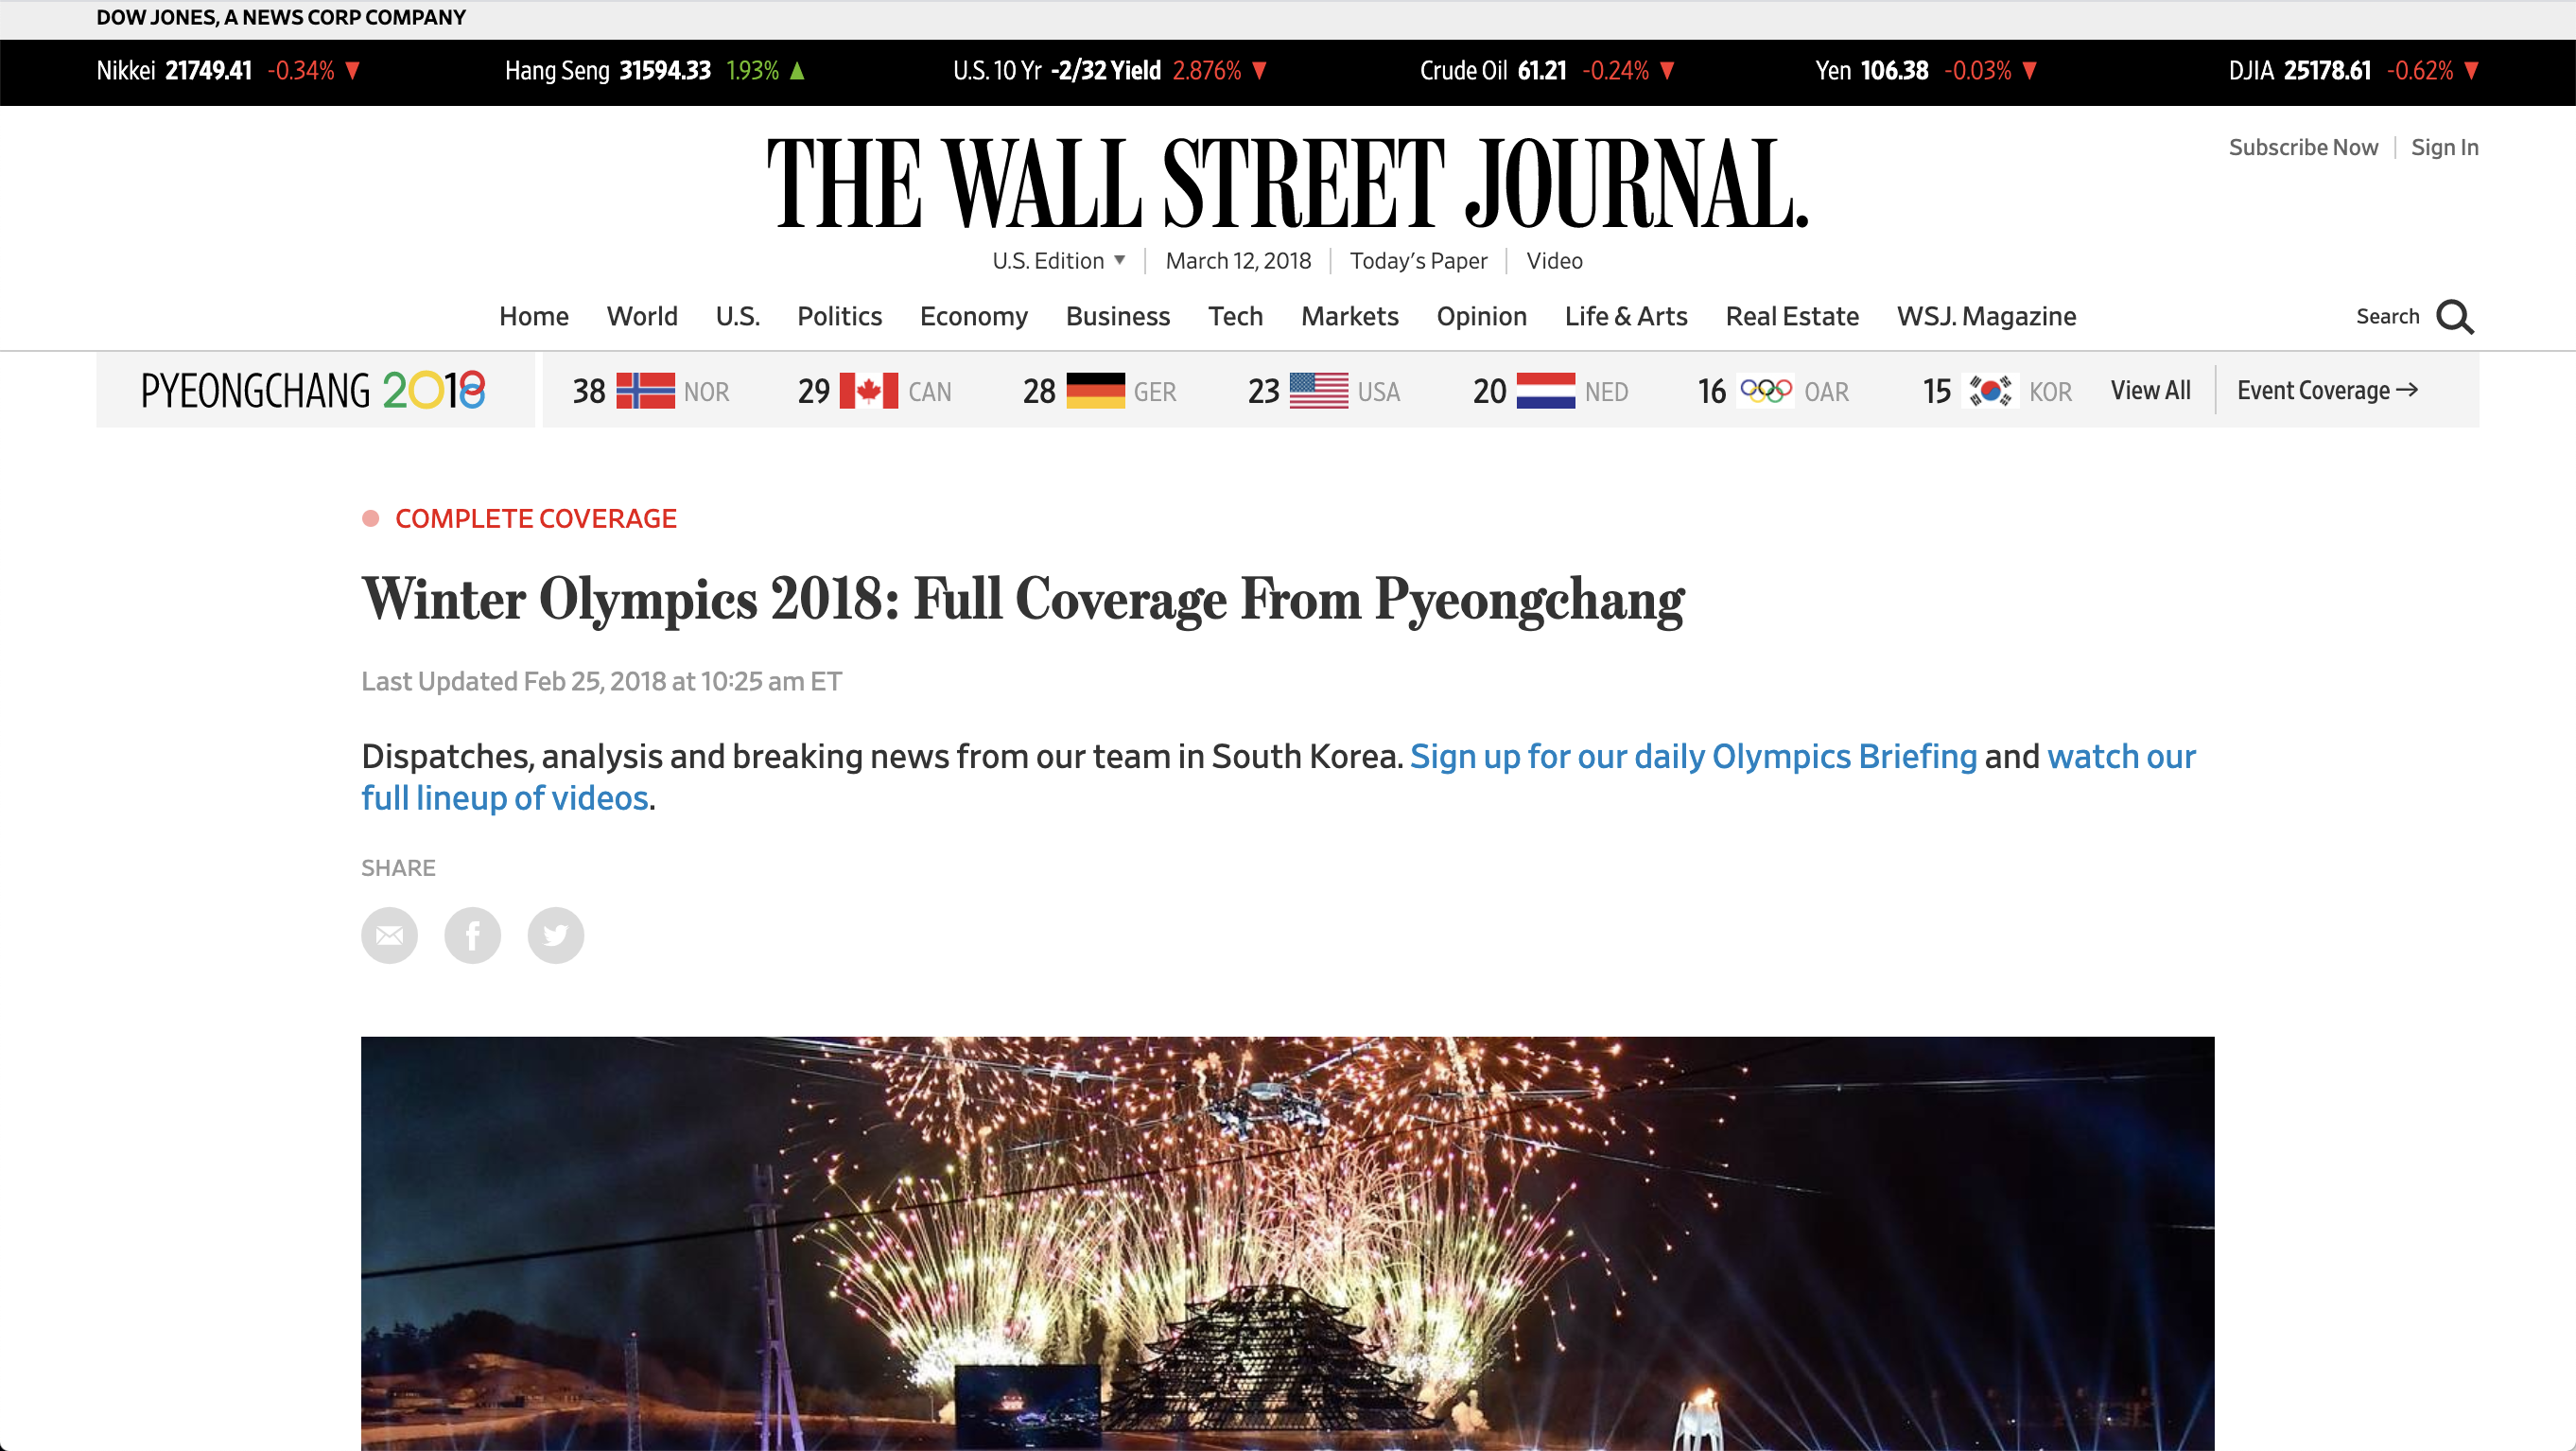 DOW JONES, A NEWS CORP COMPANY
Nikkei 21749.41 -0.34% ▼ Hang Seng 31594.33 1.93% ▲ U.S. 10 Yr -2/32 Yield 2.876% ▼ Crude Oil 61.21 -0.24% ▼ Yen 106.38 -0.03% ▼ DJIA 25178.61 -0.62% ▼
Subscribe Now | Sign In
THE WALL STREET JOURNAL.
U.S. Edition ▼ | March 12, 2018 | Today's Paper | Video
Home World U.S. Politics Economy Business Tech Markets Opinion Life & Arts Real Estate WSJ. Magazine Search
PYEONGCHANG 2018 38 NOR 29 CAN 28 GER 23 USA 20 NED 16 OAR 15 KOR View All | Event Coverage →
COMPLETE COVERAGE
Winter Olympics 2018: Full Coverage From Pyeongchang
Last Updated Feb 25, 2018 at 10:25 am ET
Dispatches, analysis and breaking news from our team in South Korea. Sign up for our daily Olympics Briefing and watch our
full lineup of videos.
SHARE